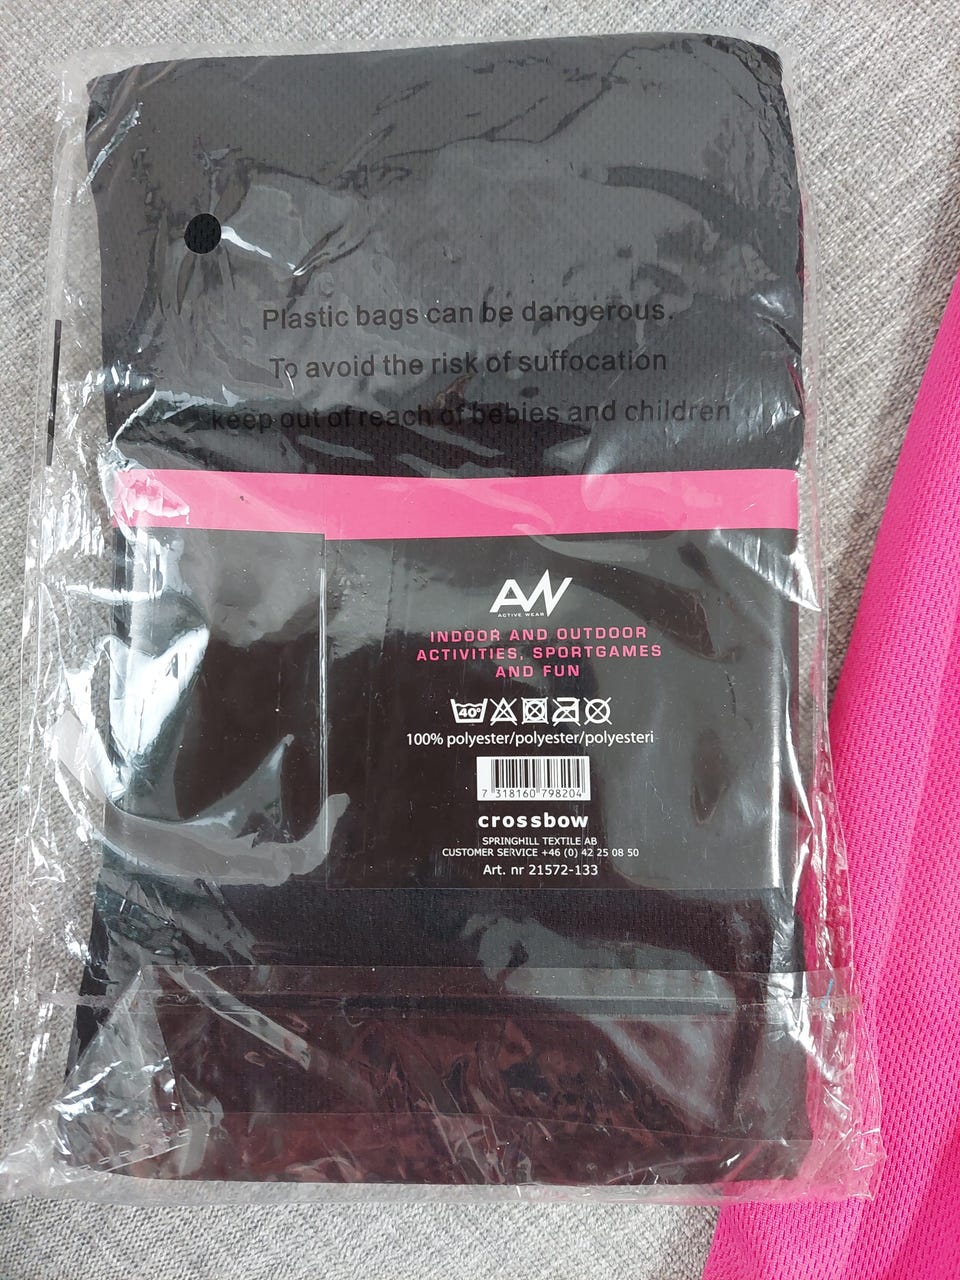 Plastic bags can be dangerous.
To avoid the risk of suffocation
keep out of reach of bebies and children
AW
ACTIVE WEAR
INDOOR AND OUTDOOR
ACTIVITIES, SPORTGAMES
AND FUN
40°
100% polyester/polyester/polyesteri
7 318160 798204
crossbow
SPRINGHILL TEXTILE AB
CUSTOMER SERVICE +46 (0) 42 25 08 50
Art. nr 21572-133